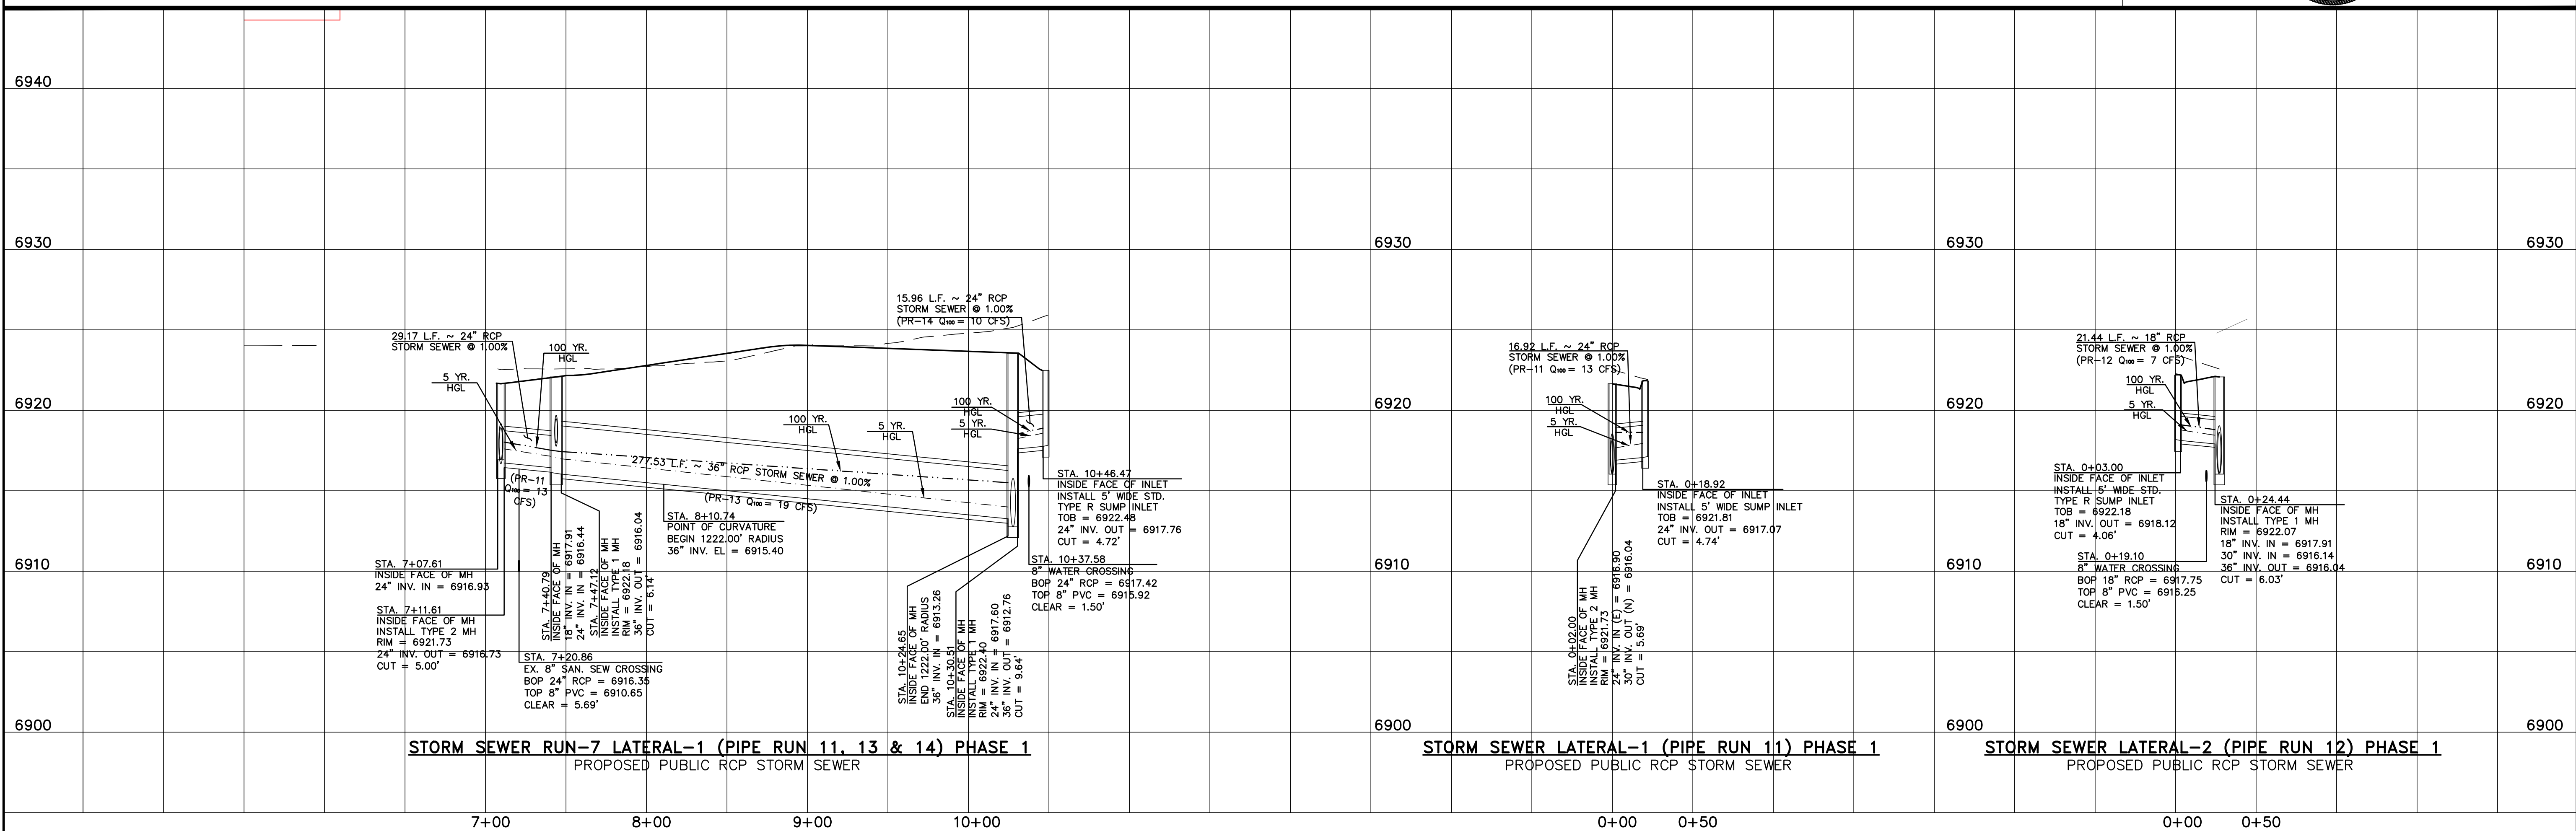 6940
6930
6930
6930
6930
6920
6920
6920
6920
6910
6910
6910
6910
6900
6900
6900
6900
29.17 L.F. ~ 24" RCP
STORM SEWER @ 1.00%
100 YR.
HGL
5 YR.
HGL
(PR-11
Q100 = 13
CFS)
15.96 L.F. ~ 24" RCP
STORM SEWER @ 1.00%
(PR-14 Q100 = 10 CFS)
100 YR.
HGL
5 YR.
HGL
100 YR.
HGL
5 YR.
HGL
277.53 L.F. ~ 36" RCP STORM SEWER @ 1.00%
(PR-13 Q100 = 19 CFS)
STA. 7+07.61
INSIDE FACE OF MH
24" INV. IN = 6916.93
STA. 7+11.61
INSIDE FACE OF MH
INSTALL TYPE 2 MH
RIM = 6921.73
24" INV. OUT = 6916.73
CUT = 5.00'
STA. 7+20.86
EX. 8" SAN. SEW CROSSING
BOP 24" RCP = 6916.35
TOP 8" PVC = 6910.65
CLEAR = 5.69'
STA. 7+40.79
INSIDE FACE OF MH
18" INV. IN = 6917.91
24" INV. IN = 6916.44
STA. 7+47.12
INSIDE FACE OF MH
INSTALL TYPE 1 MH
RIM = 6922.18
36" INV. OUT = 6916.04
CUT = 6.14'
STA. 8+10.74
POINT OF CURVATURE
BEGIN 1222.00' RADIUS
36" INV. EL = 6915.40
STA. 10+24.65
INSIDE FACE OF MH
END 1222.00' RADIUS
36" INV. IN = 6913.26
STA. 10+30.51
INSIDE FACE OF MH
INSTALL TYPE 1 MH
RIM = 6922.40
24" INV. IN = 6917.60
36" INV. OUT = 6912.76
CUT = 9.64'
STA. 10+46.47
INSIDE FACE OF INLET
INSTALL 5' WIDE STD.
TYPE R SUMP INLET
TOB = 6922.48
24" INV. OUT = 6917.76
CUT = 4.72'
STA. 10+37.58
8" WATER CROSSING
BOP 24" RCP = 6917.42
TOP 8" PVC = 6915.92
CLEAR = 1.50'
STORM SEWER RUN-7 LATERAL-1 (PIPE RUN 11, 13 & 14) PHASE 1
PROPOSED PUBLIC RCP STORM SEWER
7+00
8+00
9+00
10+00
16.92 L.F. ~ 24" RCP
STORM SEWER @ 1.00%
(PR-11 Q100 = 13 CFS)
100 YR.
HGL
5 YR.
HGL
STA. 0+18.92
INSIDE FACE OF INLET
INSTALL 5' WIDE SUMP INLET
TOB = 6921.81
24" INV. OUT = 6917.07
CUT = 4.74'
STA. 0+02.00
INSIDE FACE OF MH
INSTALL TYPE 2 MH
RIM = 6921.73
24" INV. IN (E) = 6916.90
30" INV. OUT (N) = 6916.04
CUT = 5.69'
STORM SEWER LATERAL-1 (PIPE RUN 11) PHASE 1
PROPOSED PUBLIC RCP STORM SEWER
0+00
0+50
21.44 L.F. ~ 18" RCP
STORM SEWER @ 1.00%
(PR-12 Q100 = 7 CFS)
100 YR.
HGL
5 YR.
HGL
STA. 0+03.00
INSIDE FACE OF INLET
INSTALL 5' WIDE STD.
TYPE R SUMP INLET
TOB = 6922.18
18" INV. OUT = 6918.12
CUT = 4.06'
STA. 0+19.10
8" WATER CROSSING
BOP 18" RCP = 6917.75
TOP 8" PVC = 6916.25
CLEAR = 1.50'
STA. 0+24.44
INSIDE FACE OF MH
INSTALL TYPE 1 MH
RIM = 6922.07
18" INV. IN = 6917.91
30" INV. IN = 6916.14
36" INV. OUT = 6916.04
CUT = 6.03'
STORM SEWER LATERAL-2 (PIPE RUN 12) PHASE 1
PROPOSED PUBLIC RCP STORM SEWER
0+00
0+50